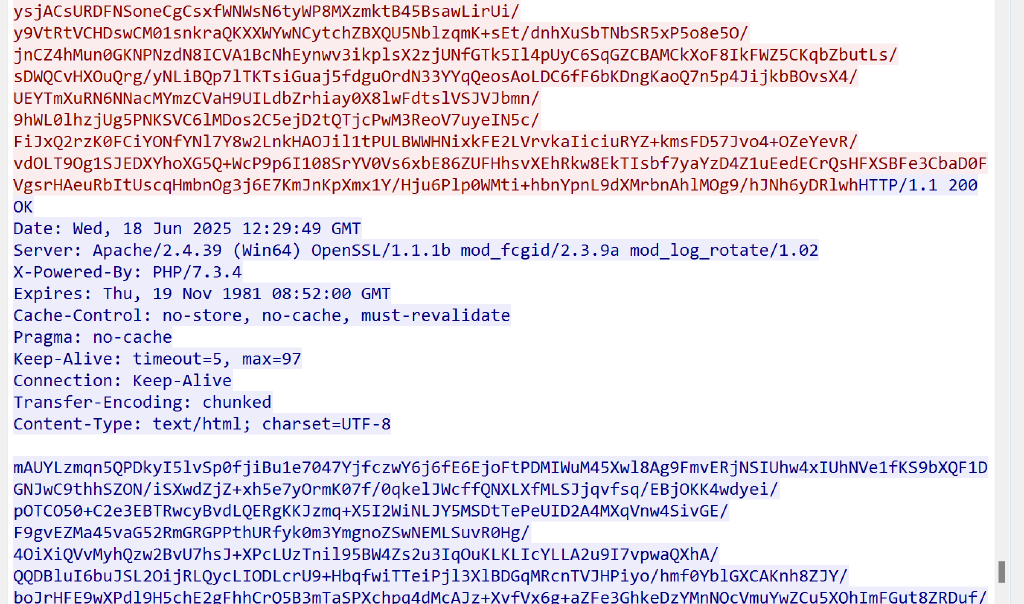 ysjACsURDFNSoneCgCsxfWNWsN6tyWP8MXzmktB45BsawLirUi/
y9VtRtVCHDswCM01snkraQKXXWYwNCytchZBXQU5NblzqmK+sEt/dnhXuSbTNbSR5xP5o8e5O/
jnCZ4hMun0GKNPNzdN8ICVA1BcNhEynwv3ikplsX2zjUNfGTk5Il4pUyC6SqGZCBAMCkXoF8IkFWZ5CKqbZbutLs/
sDWQCvHXOuQrg/yNLiBQp7lTKTsiGuaj5fdguOrdN33YYqQeosAoLDC6fF6bKDngKaoQ7n5p4JijkbBOvsX4/
UEYTmXuRN6NNacMYmzCVaH9UILdbZrhiay0X8lwFdtslVSJVJbmn/
9hWL0lhzjUg5PNKSVC6lMDos2C5ejD2tQTjcPwM3ReoV7uyeIN5c/
FiJxQ2rzK0FCiYONfYNl7Y8w2LnkHAOJil1tPULBWWHNixkFE2LVrvkaIiciuRYZ+kmsFD57Jvo4+OZeYevR/
vdOLT9Og1SJEDXYhoXG5Q+WcP9p6I108SrYV0Vs6xbE86ZUFHhsvXEhRkw8EkTIsbf7yaYzD4Z1uEedECrQsHFXSBFe3CbaD0F
VgsrHAeuRbItUscqHmbnOg3j6E7KmJnKpXmx1Y/Hju6Plp0WMti+hbnYpnL9dXMrbnAhlMOg9/hJNh6yDRlwhHTTP/1.1 200
OK
Date: Wed, 18 Jun 2025 12:29:49 GMT
Server: Apache/2.4.39 (Win64) OpenSSL/1.1.1b mod_fcgid/2.3.9a mod_log_rotate/1.02
X-Powered-By: PHP/7.3.4
Expires: Thu, 19 Nov 1981 08:52:00 GMT
Cache-Control: no-store, no-cache, must-revalidate
Pragma: no-cache
Keep-Alive: timeout=5, max=97
Connection: Keep-Alive
Transfer-Encoding: chunked
Content-Type: text/html; charset=UTF-8
mAUYLzmqn5QPDkyI5lvSp0fjiBu1e7047YjfczwY6j6fE6EjoFtPDMIWuM45Xwl8Ag9FmvERjNSIUhw4xIUhNVe1fKS9bXQF1D
GNJwC9thhSZON/iSXwdZjZ+xh5e7yOrmK07f/0qkelJWcffQNXLXfMLSJjqvfsq/EBjOKK4wdyei/
pOTCO50+C2e3EBTRwcyBvdLQERgKKJzmq+X5I2WiNLJY5MSDtTePeUID2A4MXqVnw4SivGE/
F9gvEZMa45vaG52RmGRGPPthURfyk0m3YmgnoZSwNEMLSuvR0Hg/
4OiXiQVvMyhQzw2BvU7hsJ+XPcLUzTnil95BW4Zs2u3IqOuKLKLIcYLLA2u9I7vpwaQXhA/
QQDBluI6buJSL2OijRLQycLIODLcrU9+HbqfwiTTeiPjl3XlBDGqMRcnTVJHPiyo/hmf0YblGXCAKnh8ZJY/
boJrHFE9wXPdl9H5chE2gFhhCrO5B3mTaSPXchpq4dMcAJz+XvfVx6g+aZFe3GhkeDzYMnNOcVmuYwZCu5XOhImFGut8ZRDuf/